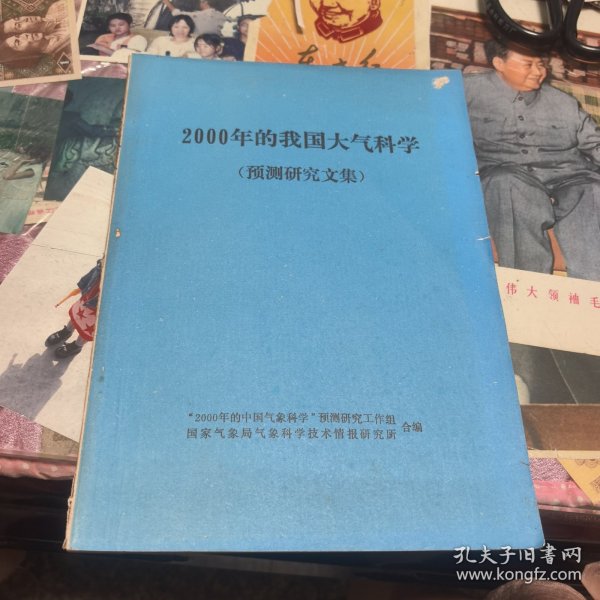 2000年的我国大气科学
（预测研究文集）
“2000年的中国气象科学”预测研究工作组
国家气象局气象科学技术情报研究所
合编
伟大领袖毛
孔夫子旧书网
www.kongfz.com